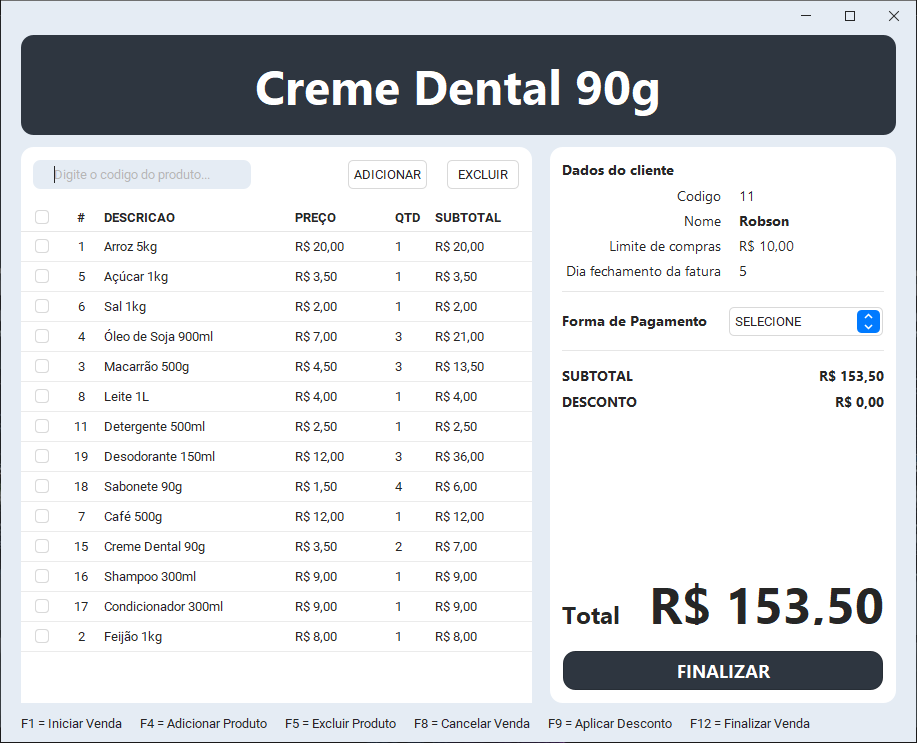 Creme Dental 90g
Digite o codigo do produto... ADICIONAR EXCLUIR
# DESCRICAO PREÇO QTD SUBTOTAL
1 Arroz 5kg R$ 20,00 1 R$ 20,00
5 Açúcar 1kg R$ 3,50 1 R$ 3,50
6 Sal 1kg R$ 2,00 1 R$ 2,00
4 Óleo de Soja 900ml R$ 7,00 3 R$ 21,00
3 Macarrão 500g R$ 4,50 3 R$ 13,50
8 Leite 1L R$ 4,00 1 R$ 4,00
11 Detergente 500ml R$ 2,50 1 R$ 2,50
19 Desodorante 150ml R$ 12,00 3 R$ 36,00
18 Sabonete 90g R$ 1,50 4 R$ 6,00
7 Café 500g R$ 12,00 1 R$ 12,00
15 Creme Dental 90g R$ 3,50 2 R$ 7,00
16 Shampoo 300ml R$ 9,00 1 R$ 9,00
17 Condicionador 300ml R$ 9,00 1 R$ 9,00
2 Feijão 1kg R$ 8,00 1 R$ 8,00
Dados do cliente
Codigo 11
Nome Robson
Limite de compras R$ 10,00
Dia fechamento da fatura 5
Forma de Pagamento SELECIONE
SUBTOTAL R$ 153,50
DESCONTO R$ 0,00
Total R$ 153,50
FINALIZAR
F1 = Iniciar Venda F4 = Adicionar Produto F5 = Excluir Produto F8 = Cancelar Venda F9 = Aplicar Desconto F12 = Finalizar Venda